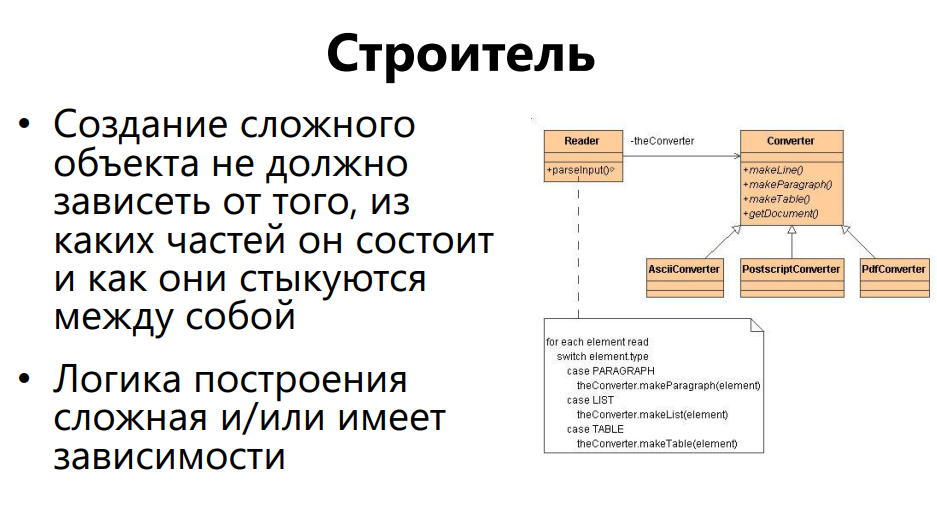 Строитель
• Создание сложного
объекта не должно
зависеть от того, из
каких частей он состоит
и как они стыкуются
между собой
• Логика построения
сложная и/или имеет
зависимости
Reader
+parseInput()
-theConverter
Converter
+makeLine()
+makeParagraph()
+makeTable()
+getDocument()
AsciiConverter
PostscriptConverter
PdfConverter
for each element read
switch element.type
case PARAGRAPH
theConverter.makeParagraph(element)
case LIST
theConverter.makeList(element)
case TABLE
theConverter.makeTable(element)